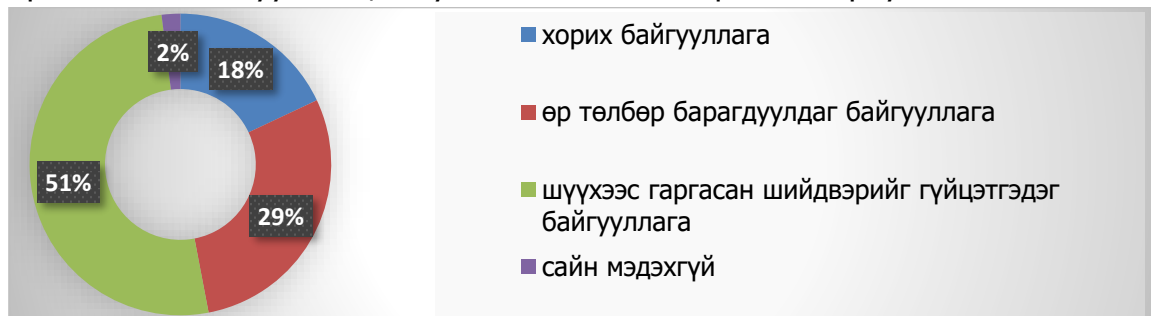 2%
18%
51%
29%
хорих байгууллага
өр төлбөр барагдуулдаг байгууллага
шүүхээс гаргасан шийдвэрийг гүйцэтгэдэг
байгууллага
сайн мэдэхгүй